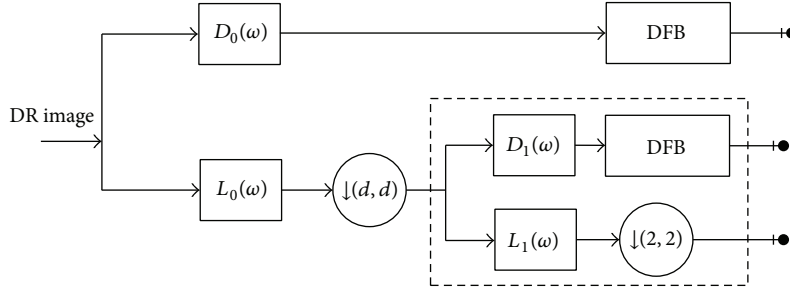 D₀(ω)
DFB
DR image
L₀(ω)
↓(d, d)
D₁(ω)
DFB
L₁(ω)
↓(2, 2)